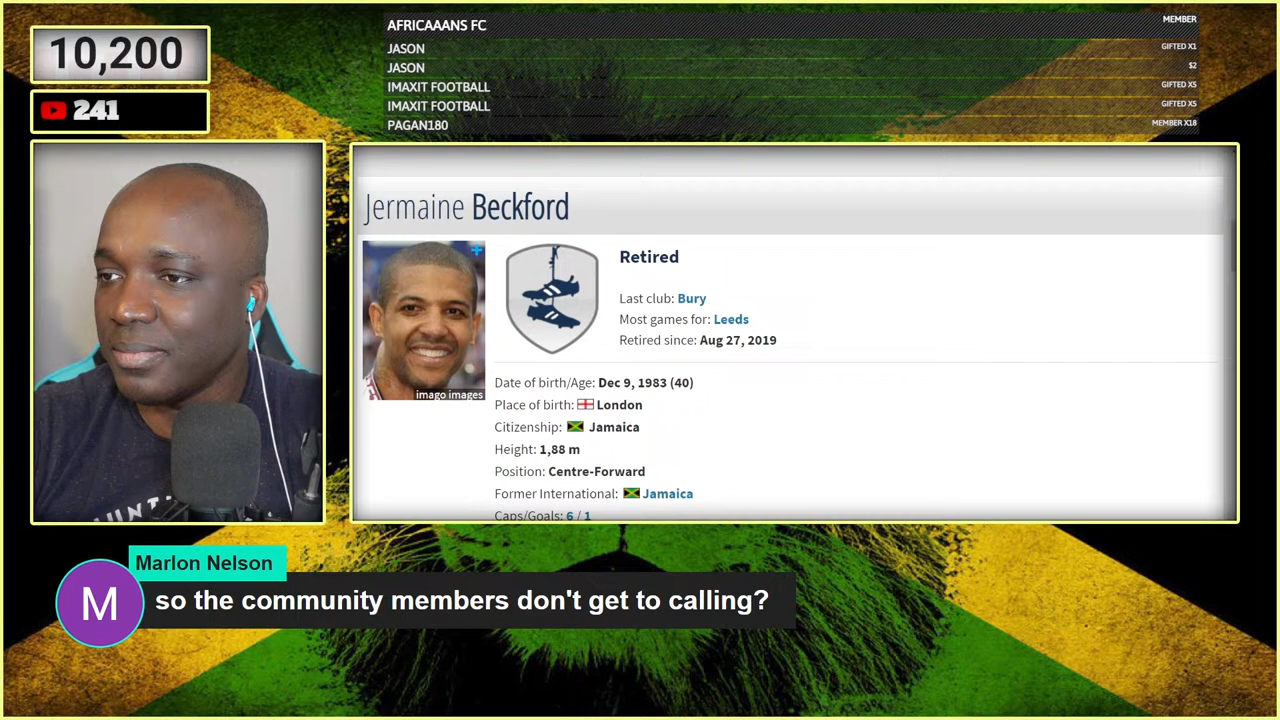 10,200
241
AFRICAAANS FC MEMBER
JASON GIFTED X1
JASON $2
IMAXIT FOOTBALL GIFTED X5
IMAXIT FOOTBALL GIFTED X5
PAGAN180 MEMBER X18
Jermaine Beckford
imago images
Retired
Last club: Bury
Most games for: Leeds
Retired since: Aug 27, 2019
Date of birth/Age: Dec 9, 1983 (40)
Place of birth: London
Citizenship: Jamaica
Height: 1,88 m
Position: Centre-Forward
Former International: Jamaica
Caps/Goals: 6 / 1
Marlon Nelson
M
so the community members don't get to calling?